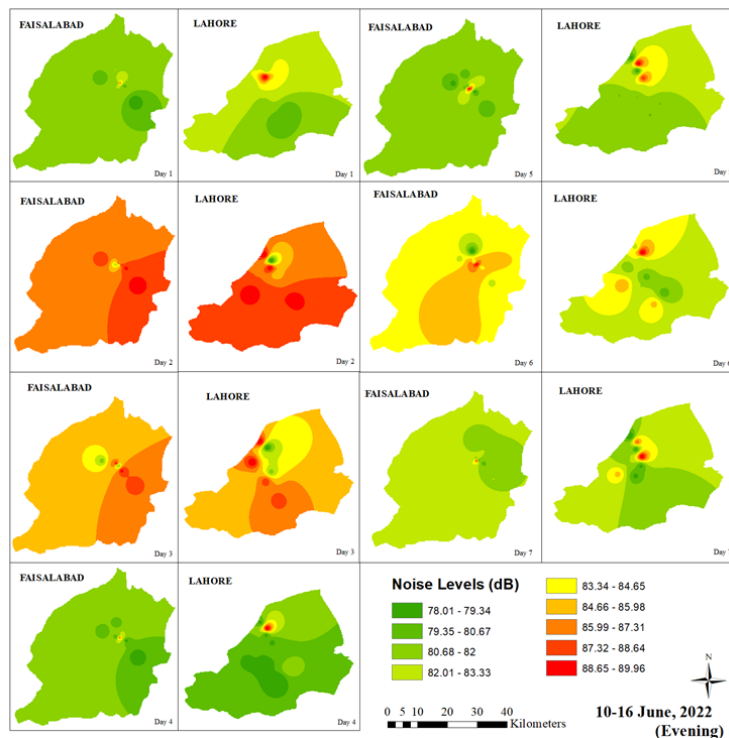 FAISALABAD
LAHORE
FAISALABAD
LAHORE
Day 1
Day 1
Day 5
FAISALABAD
LAHORE
FAISALABAD
LAHORE
Day 2
Day 2
Day 6
FAISALABAD
LAHORE
FAISALABAD
LAHORE
Day 3
Day 3
Day 7
FAISALABAD
LAHORE
Day 4
Day 4
Noise Levels (dB)
78.01 - 79.34
79.35 - 80.67
80.68 - 82
82.01 - 83.33
83.34 - 84.65
84.66 - 85.98
85.99 - 87.31
87.32 - 88.64
88.65 - 89.96
N
0 5 10 20 30 40
Kilometers
10-16 June, 2022
(Evening)